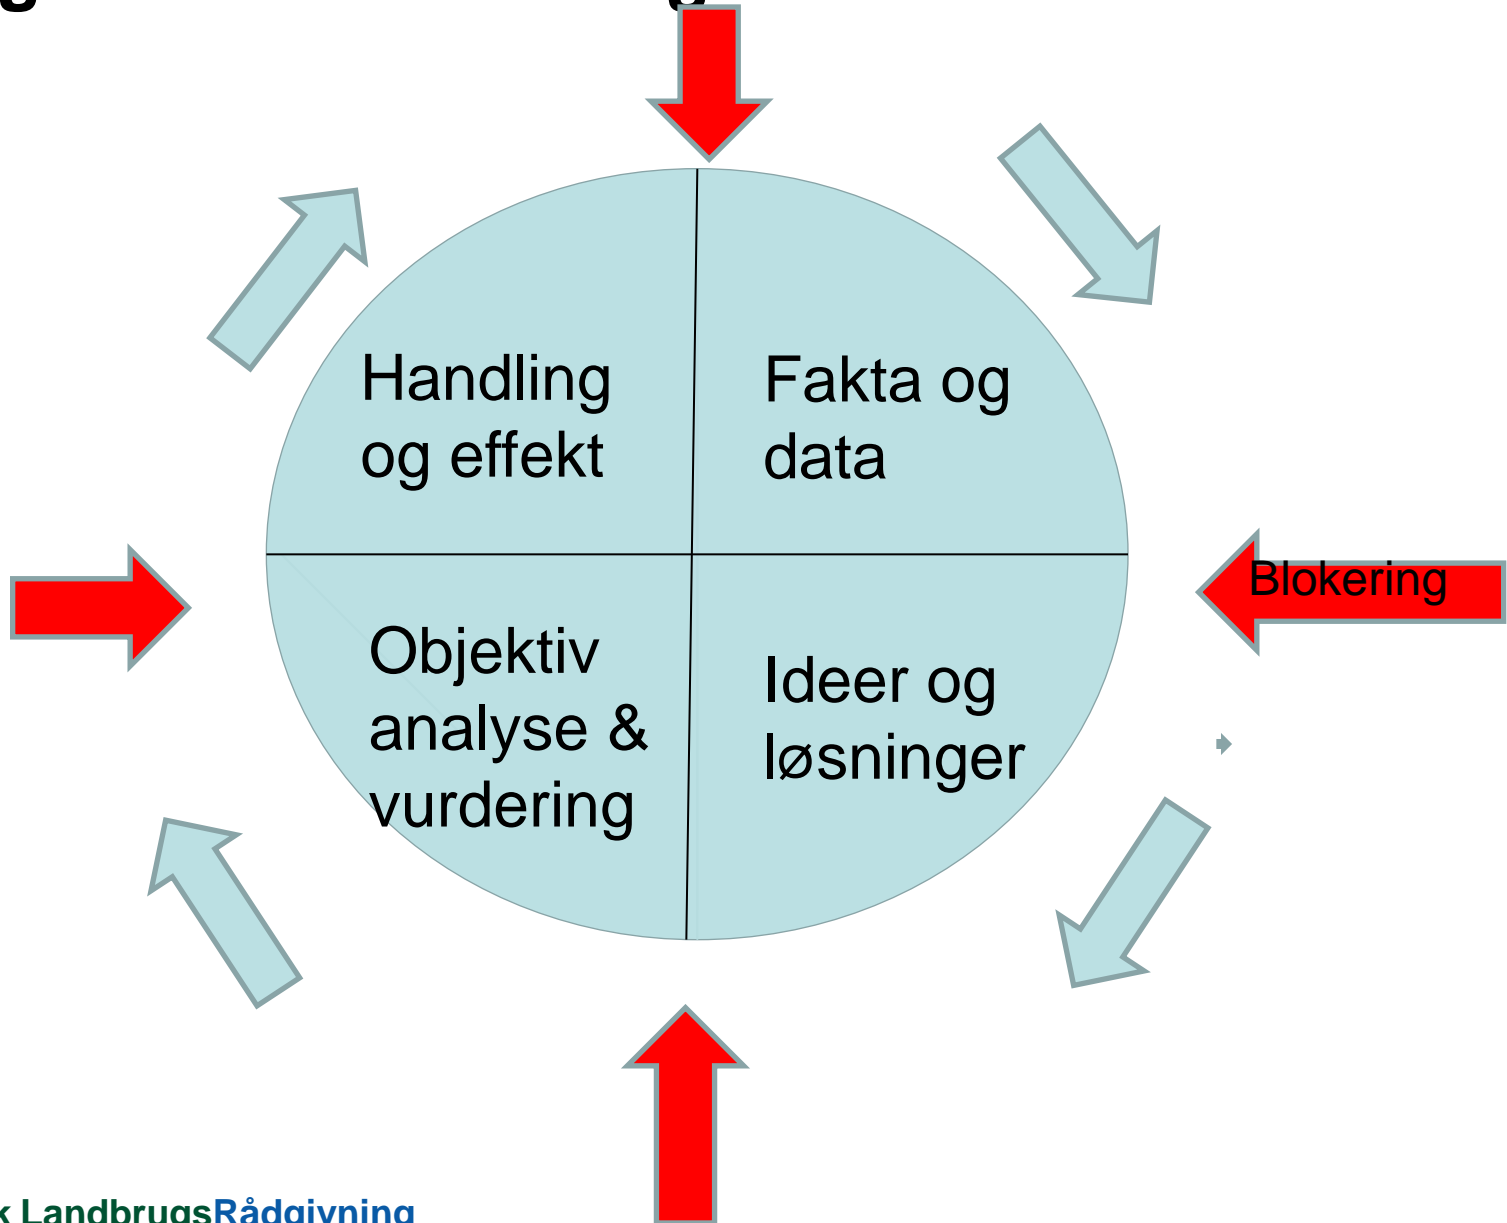 Handling
og effekt
Fakta og
data
Blokering
Objektiv
analyse &
vurdering
Ideer og
løsninger
LandbrugsRådgivning